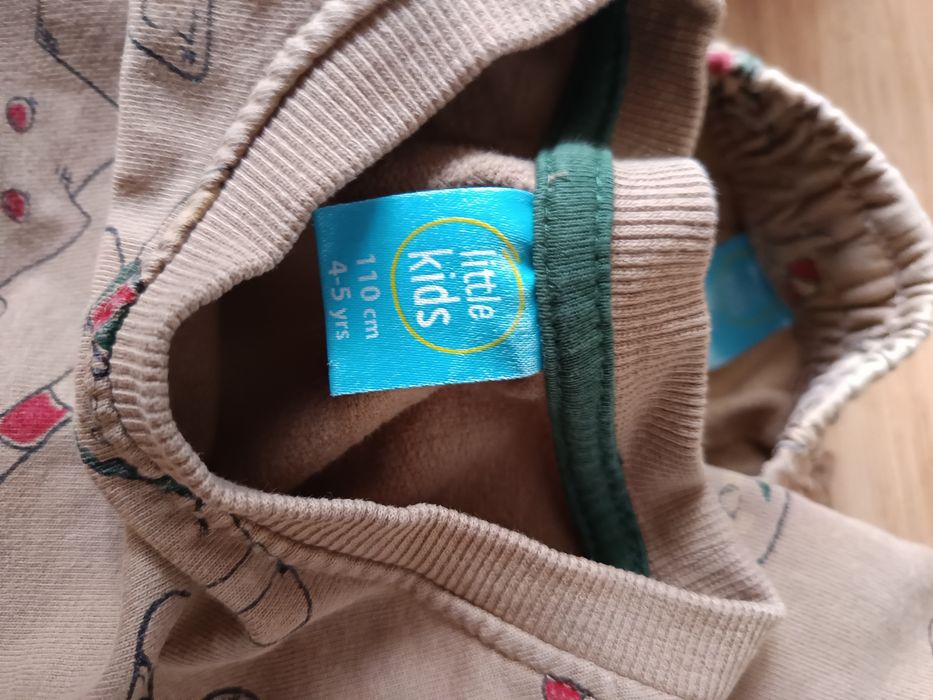 little
kids
110 cm
4-5 yrs